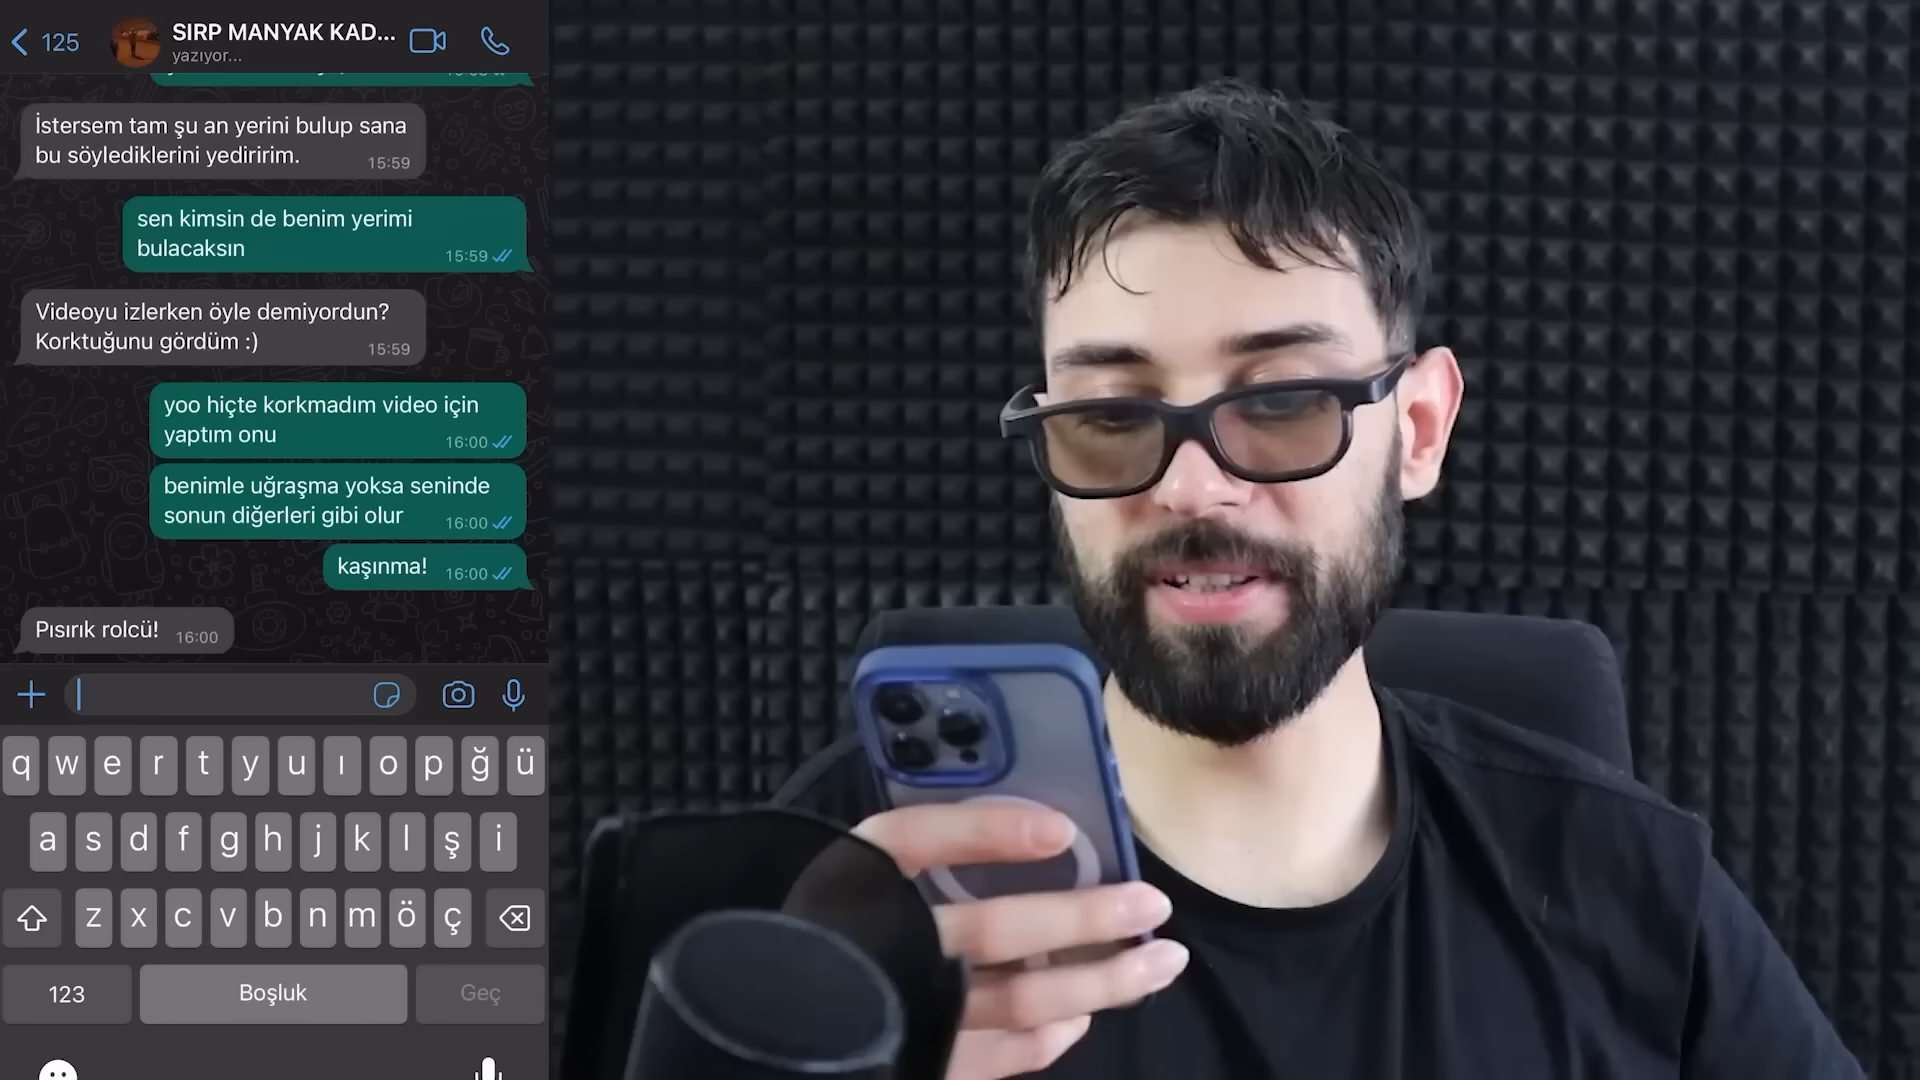 125
SIRP MANYAK KAD...
yazıyor...
İstersem tam şu an yerini bulup sana
bu söylediklerini yediririm.
15:59
sen kimsin de benim yerimi
bulacaksın
15:59
Videoyu izlerken öyle demiyordun?
Korktuğunu gördüm :)
15:59
yoo hiçte korkmadım video için
yaptım onu
16:00
benimle uğraşma yoksa seninde
sonun diğerleri gibi olur
16:00
kaşınma!
16:00
Pısırık rolcü!
16:00
q w e r t y u ı o p ğ ü
a s d f g h j k l ş i
z x c v b n m ö ç
123
Boşluk
Geç